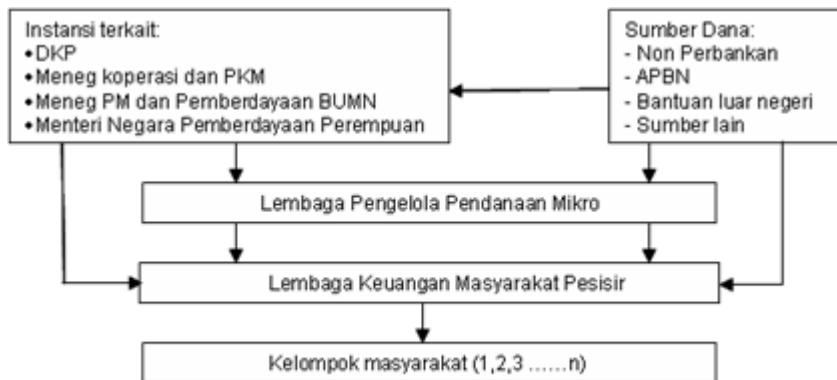 Instansi terkait:
•DKP
•Meneg koperasi dan PKM
•Meneg PM dan Pemberdayaan BUMN
•Menteri Negara Pemberdayaan Perempuan
Sumber Dana:
- Non Perbankan
- APBN
- Bantuan luar negeri
- Sumber lain
Lembaga Pengelola Pendanaan Mikro
Lembaga Keuangan Masyarakat Pesisir
Kelompok masyarakat (1,2,3 ......n)